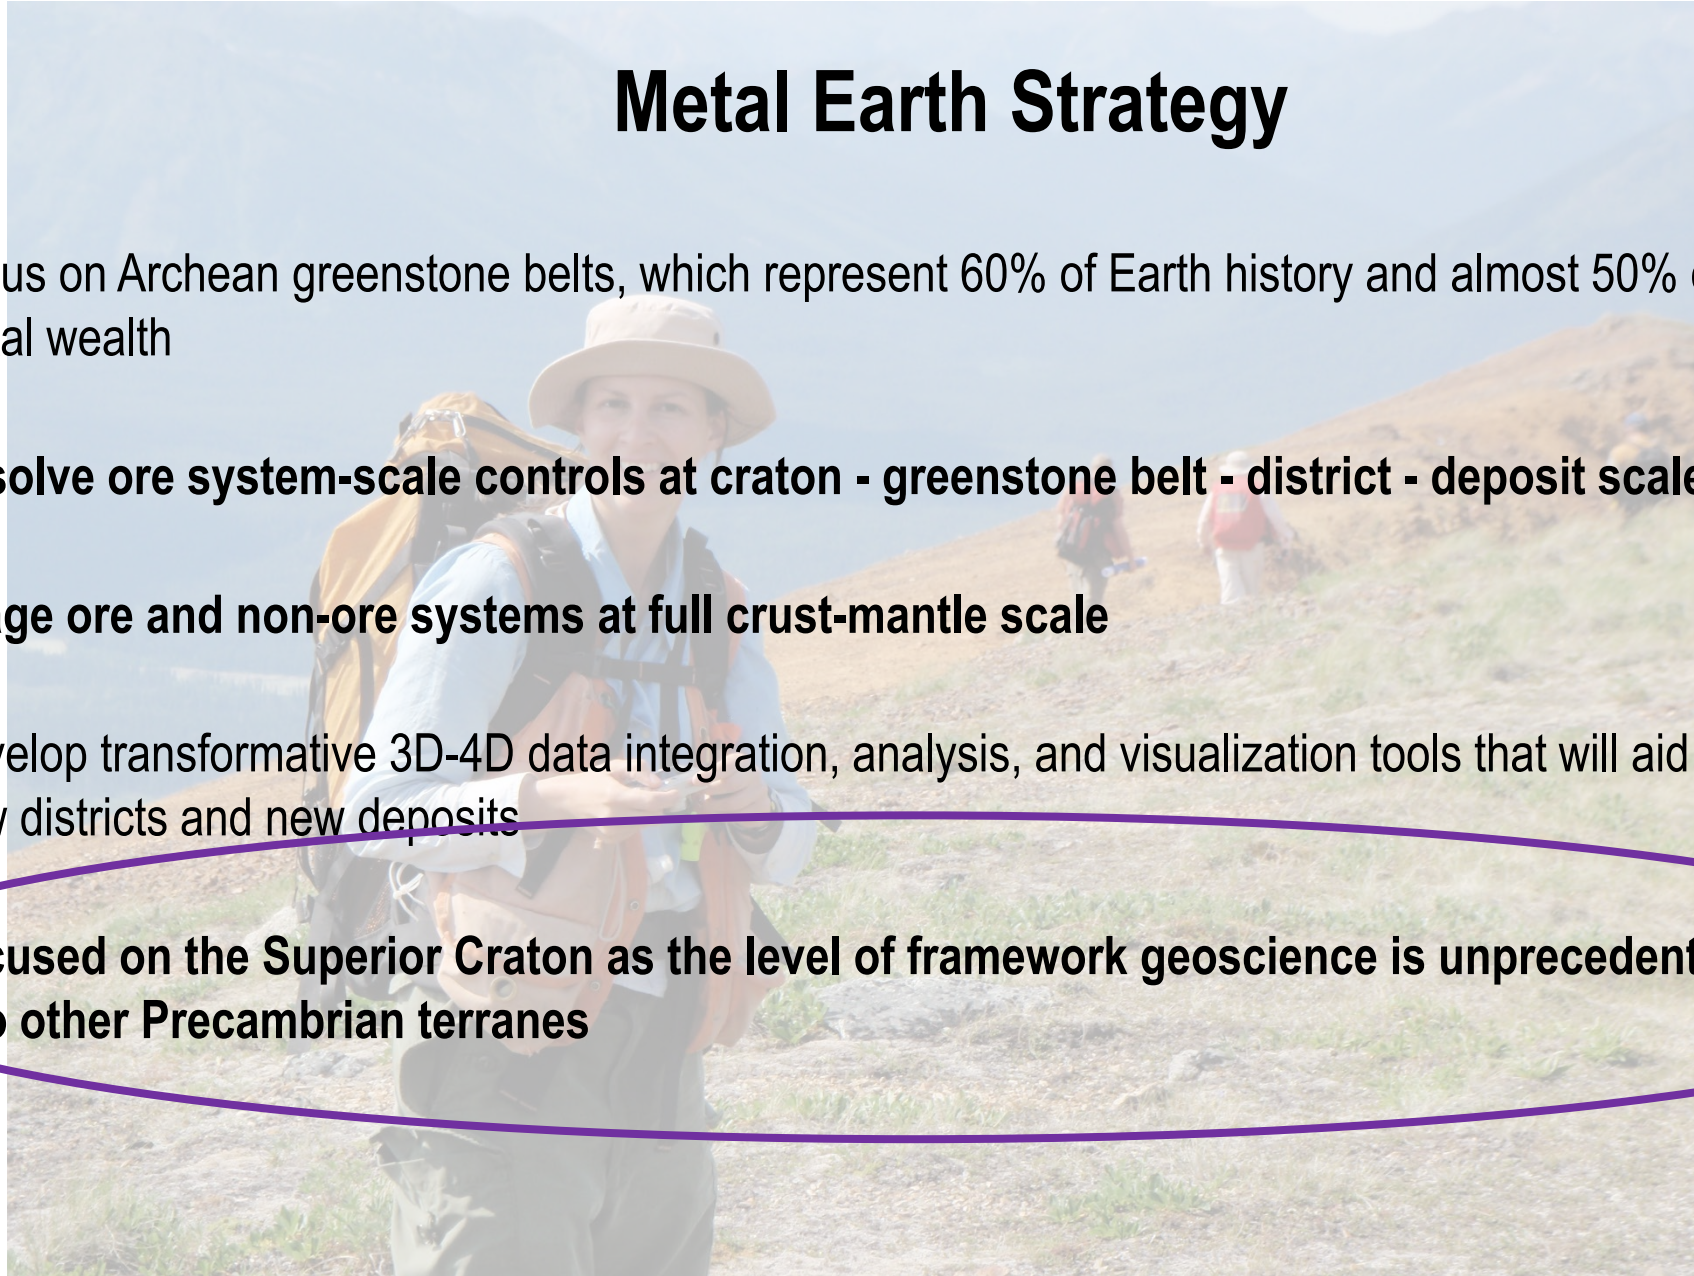 Metal Earth Strategy
us on Archean greenstone belts, which represent 60% of Earth history and almost 50% 
al wealth
solve ore system-scale controls at craton - greenstone belt - district - deposit scale
age ore and non-ore systems at full crust-mantle scale
velop transformative 3D-4D data integration, analysis, and visualization tools that will aid
districts and new deposits
cused on the Superior Craton as the level of framework geoscience is unprecedent
other Precambrian terranes